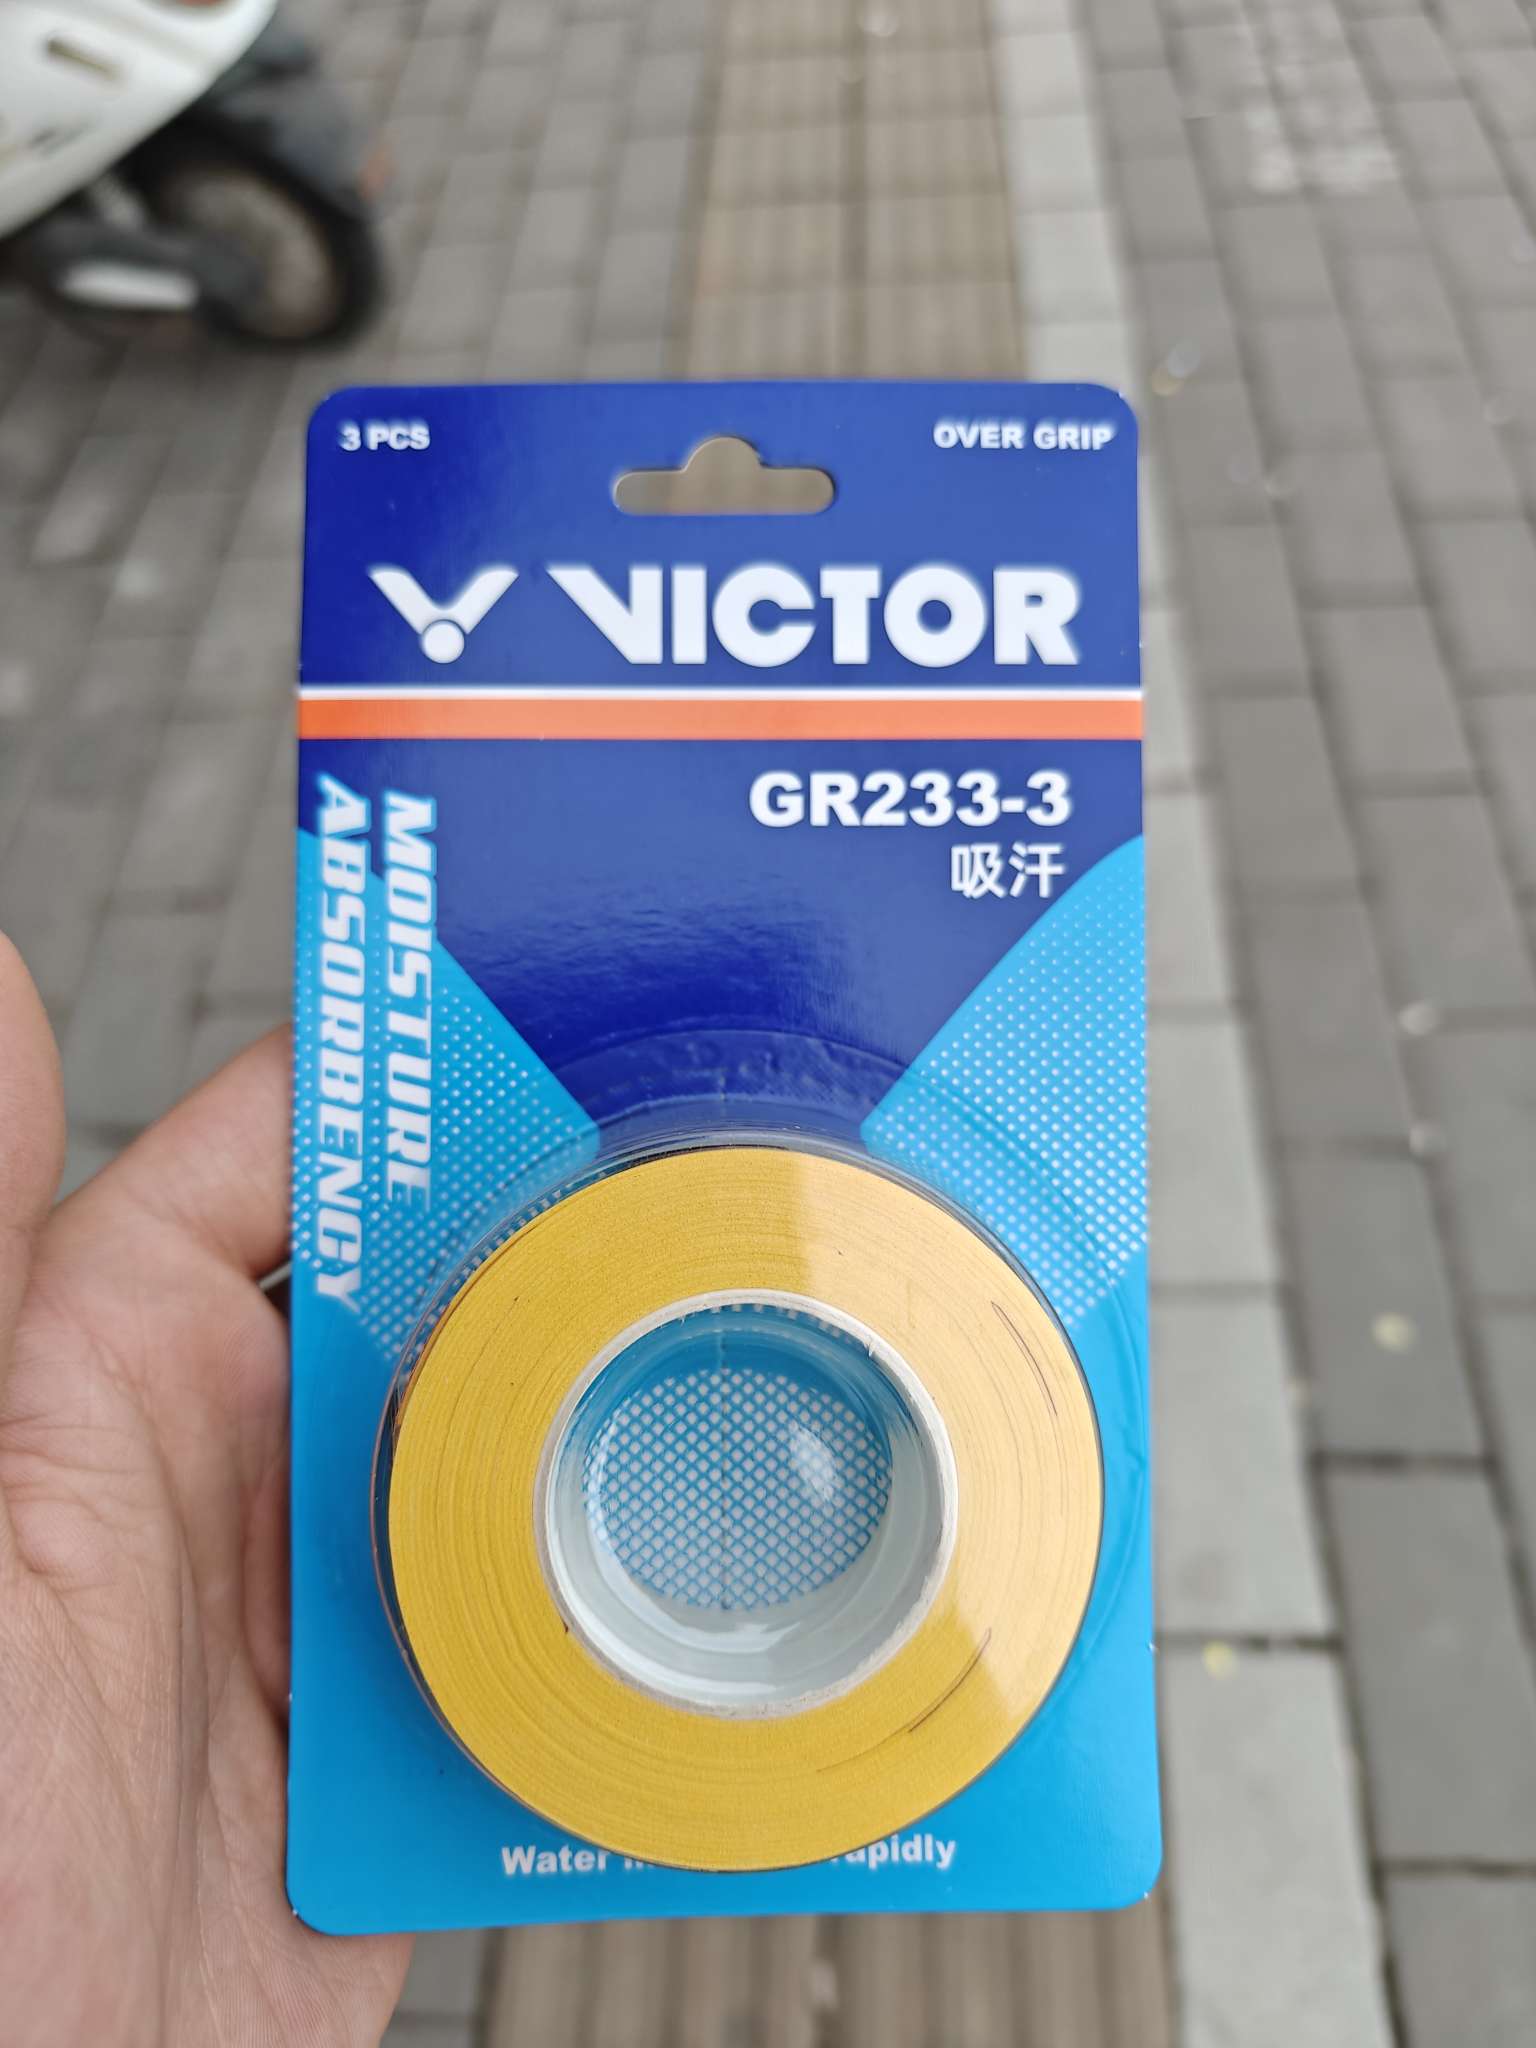 3 PCS
OVER GRIP
VICTOR
GR233-3
吸汗
MOISTURE
ABSORBENCY
Water rapidly